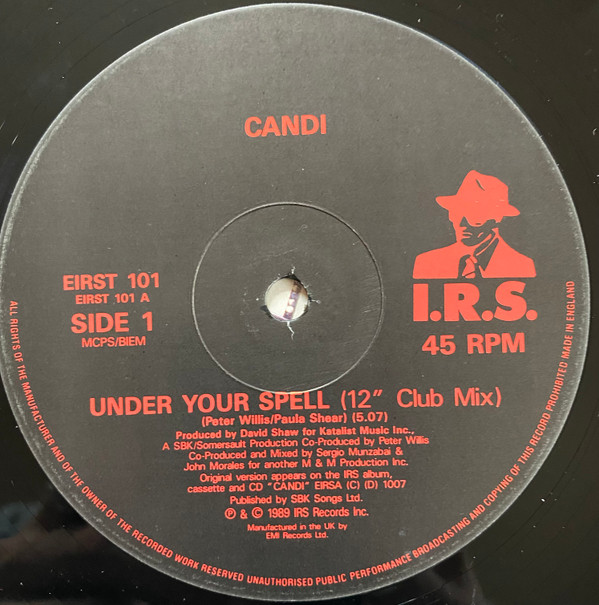 CANDI
EIRST 101
EIRST 101 A
SIDE 1
MCPS/BIEM
I.R.S.
45 RPM
UNDER YOUR SPELL (12" Club Mix)
(Peter Willis/Paula Shear) (5.07)
Produced by David Shaw for Katalist Music Inc.,
A SBK/Somersault Production Co-Produced by Peter Willis
Co-Produced and Mixed by Sergio Munzabai &
John Morales for another M & M Production Inc.
Original version appears on the IRS album,
cassette and CD "CANDI" EIRSA (C) (D) 1007
Published by SBK Songs Ltd.
℗ & © 1989 IRS Records Inc.
Manufactured in the UK by
EMI Records Ltd.
ALL RIGHTS OF THE MANUFACTURER AND OF THE OWNER OF THE RECORDED WORK RESERVED UNAUTHORISED PUBLIC PERFORMANCE BROADCASTING AND COPYING OF THIS RECORD PROHIBITED MADE IN ENGLAND